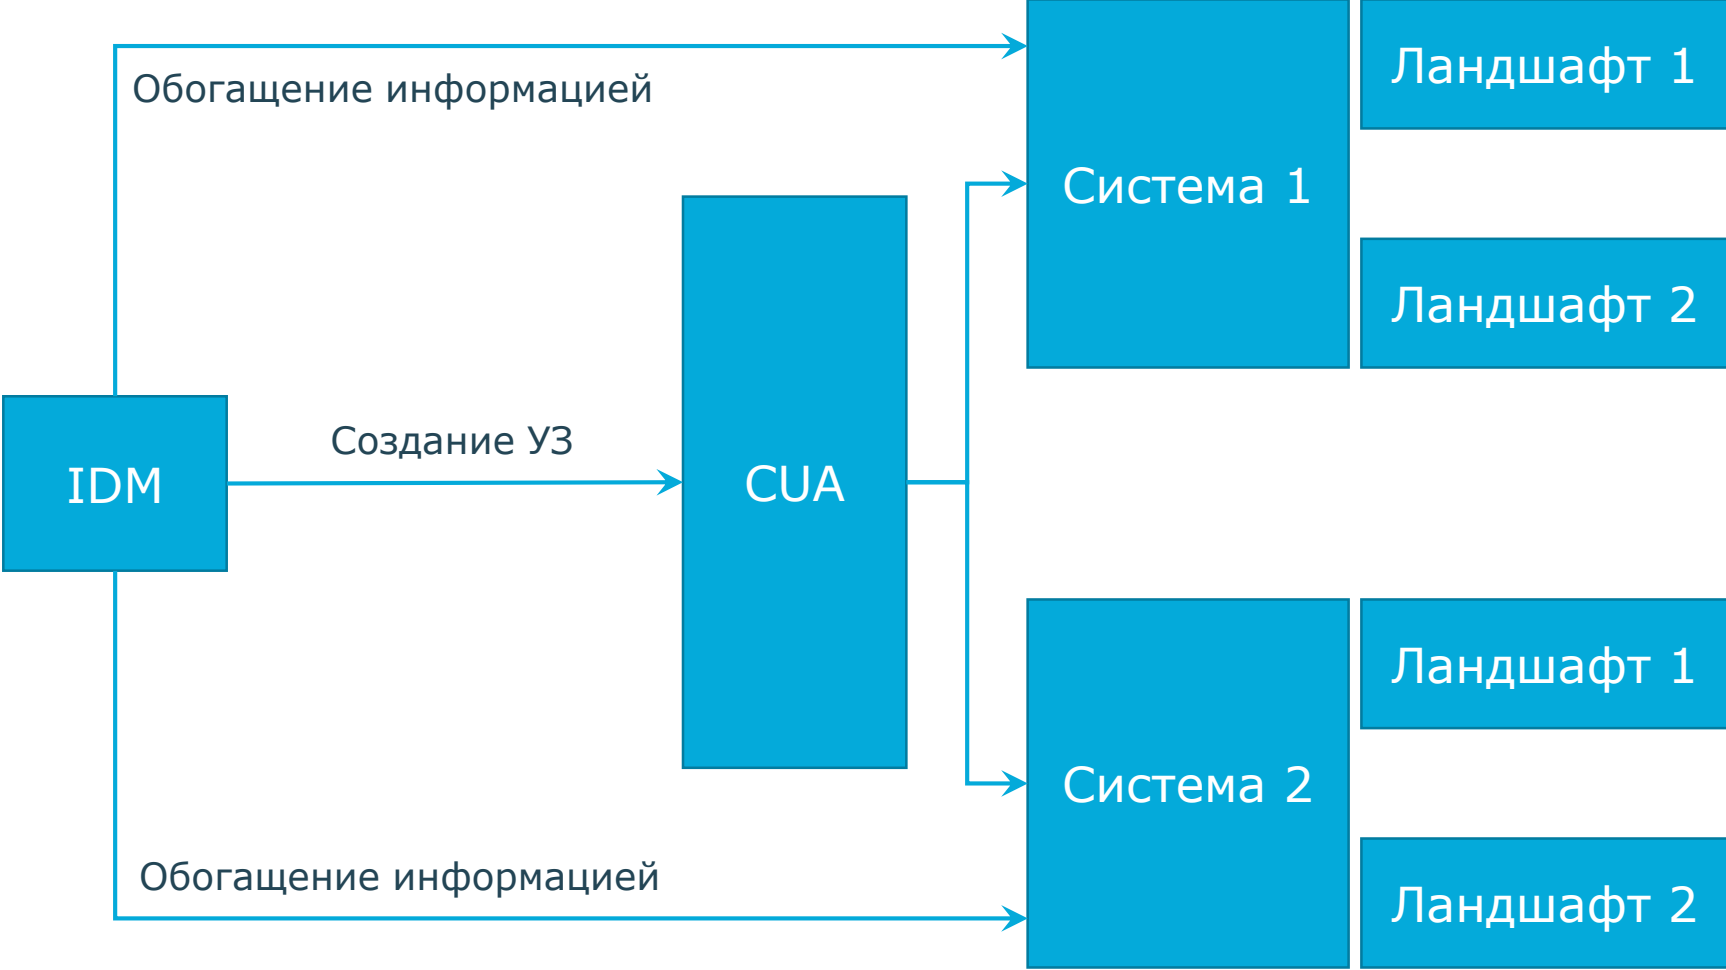 Обогащение информацией
Ландшафт 1
Система 1
Ландшафт 2
Создание УЗ
IDM
CUA
Ландшафт 1
Система 2
Обогащение информацией
Ландшафт 2